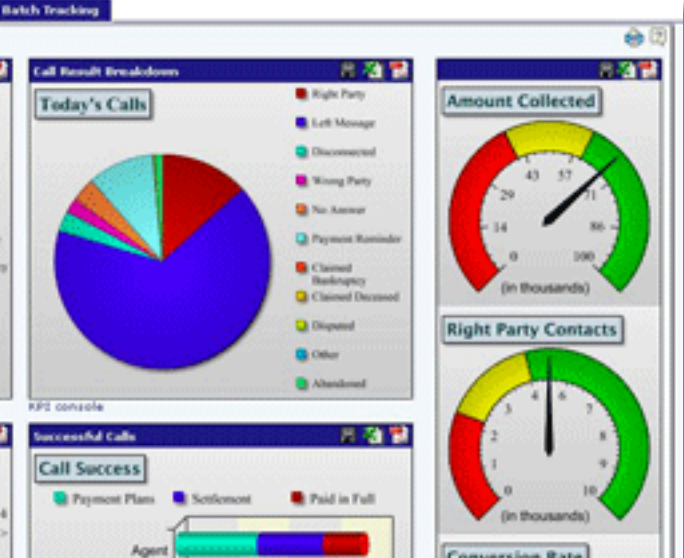 Batch Tracking
Call Result Breakdown
Today's Calls
Right Party
Left Message
Disconnected
Wrong Party
No Answer
Payment Reminder
Claimed
Bankruptcy
Claimed Deceased
Disputed
Other
Abandoned
KPI console
Successful Calls
Call Success
Payment Plans
Settlement
Paid in Full
Agent
Amount Collected
0
14
29
43
57
71
86
100
(in thousands)
Right Party Contacts
0
1
2
3
4
6
7
8
9
10
(in thousands)
Conversion Rate